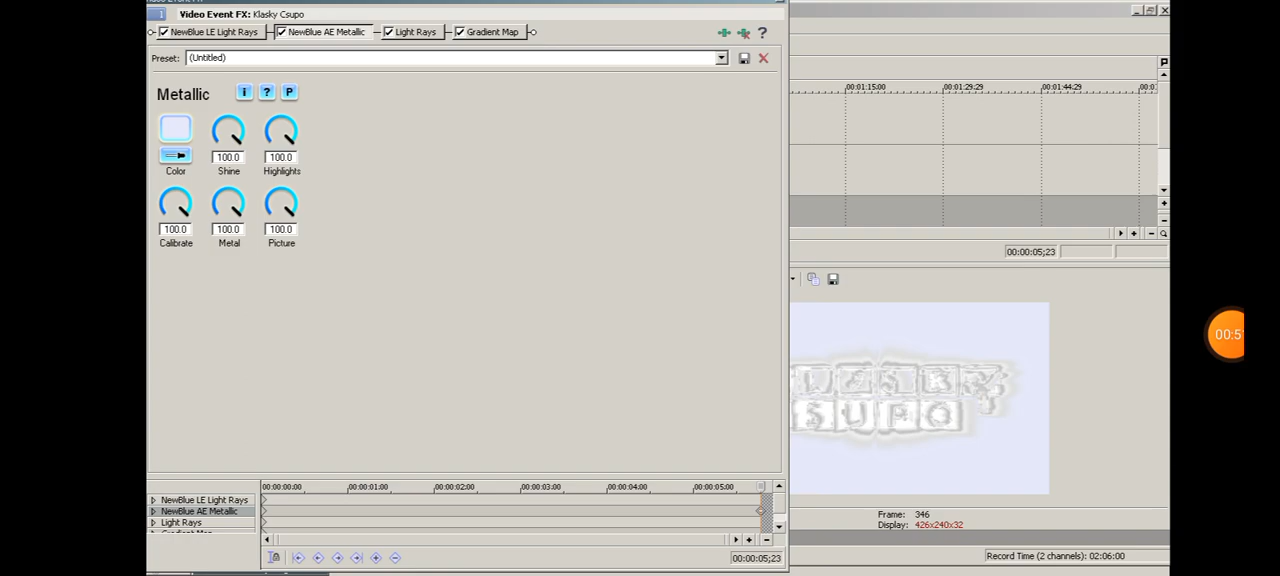 Video Event FX: Klasky Csupo
NewBlue LE Light Rays NewBlue AE Metallic Light Rays Gradient Map ?
Preset: (Untitled)
Metallic i ? P
100.0 100.0
Color Shine Highlights
100.0 100.0 100.0
Calibrate Metal Picture
00:01:15:00 00:01:29:29 00:01:44:29
00:00:05;23
SUPO
00:5
00:00:00:00 00:00:01:00 00:00:02:00 00:00:03:00 00:00:04:00 00:00:05:00
NewBlue LE Light Rays
NewBlue AE Metallic
Light Rays
00:00:05;23
Frame: 346
Display: 426x240x32
Record Time (2 channels): 02:06:00